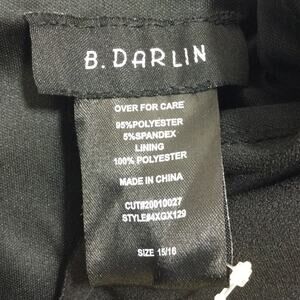 B. DARLIN
OVER FOR CARE
95%POLYESTER
5%SPANDEX
LINING
100% POLYESTER
MADE IN CHINA
CUT#20010027
STYLE#4XGX129
SIZE 15/16